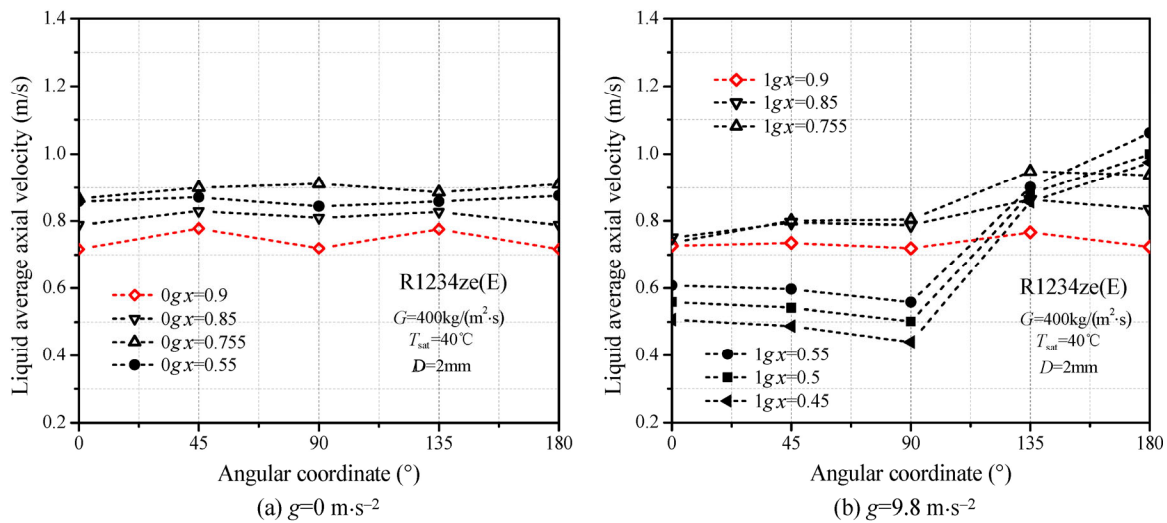 1.4
1.2
1.0
0.8
0.6
0.4
0.2
Liquid average axial velocity (m/s)
0gx=0.9
0gx=0.85
0gx=0.755
0gx=0.55
R1234ze(E)
G=400kg/(m²·s)
Tsat=40℃
D=2mm
0 45 90 135 180
Angular coordinate (°)
(a) g=0 m·s⁻²
1.4
1.2
1.0
0.8
0.6
0.4
0.2
Liquid average axial velocity (m/s)
1gx=0.9
1gx=0.85
1gx=0.755
R1234ze(E)
G=400kg/(m²·s)
Tsat=40℃
D=2mm
1gx=0.55
1gx=0.5
1gx=0.45
0 45 90 135 180
Angular coordinate (°)
(b) g=9.8 m·s⁻²